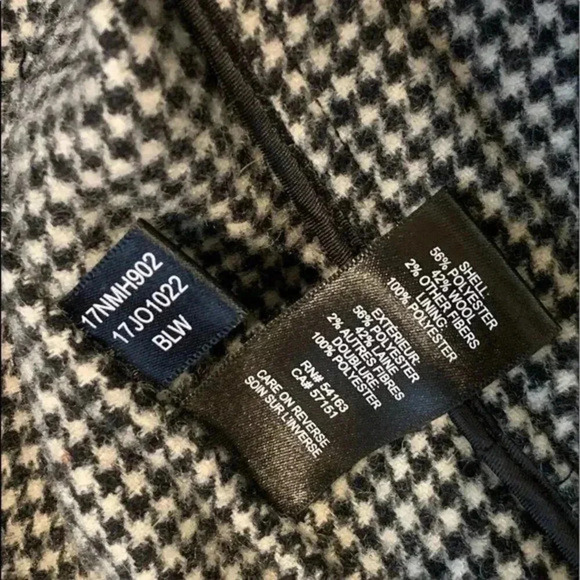 17NMH902
17JO1022
BLW
SHELL:
56% POLYESTER
42% WOOL
2% OTHER FIBERS
LINING:
100% POLYESTER
EXTÉRIEUR:
56% POLYESTER
42% LAINE
2% AUTRES FIBRES
DOUBLURE:
100% POLYESTER
RN# 54163
CA# 57151
CARE ON REVERSE
SOIN SUR L'INVERSE